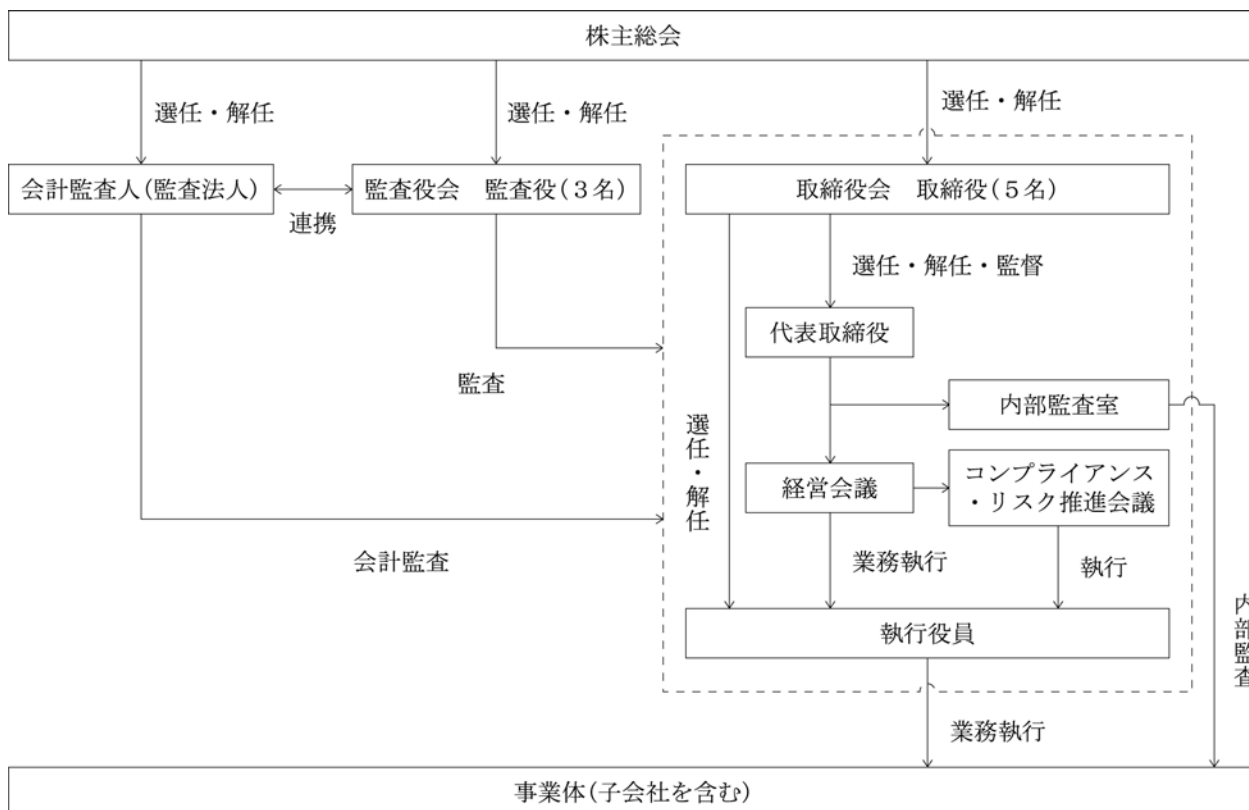 株主総会
選任・解任
選任・解任
選任・解任
会計監査人(監査法人)
連携
監査役会　監査役(３名)
取締役会　取締役(５名)
選任・解任・監督
代表取締役
監査
内部監査室
選任・解任
経営会議
コンプライアンス
・リスク推進会議
会計監査
業務執行
執行
執行役員
内部監査
業務執行
事業体(子会社を含む)